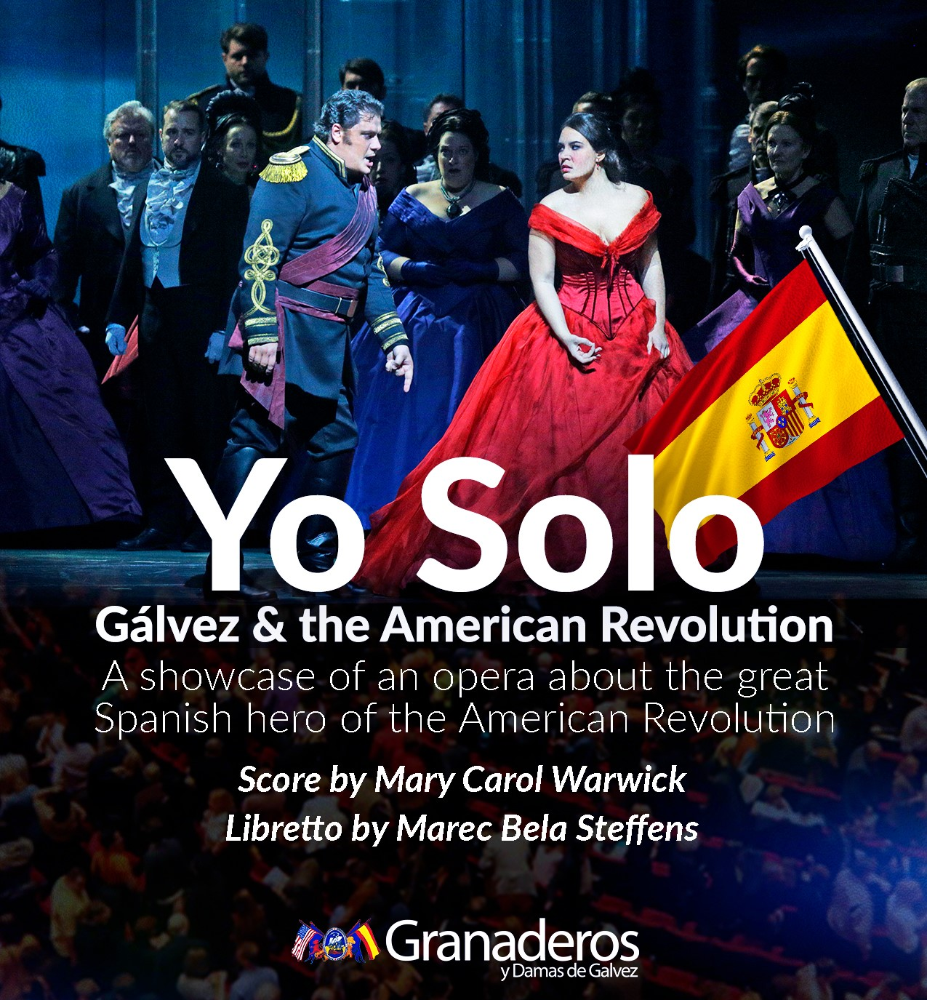 Yo Solo
Gálvez & the American Revolution
A showcase of an opera about the great
Spanish hero of the American Revolution
Score by Mary Carol Warwick
Libretto by Marec Bela Steffens
Granaderos
y Damas de Galvez